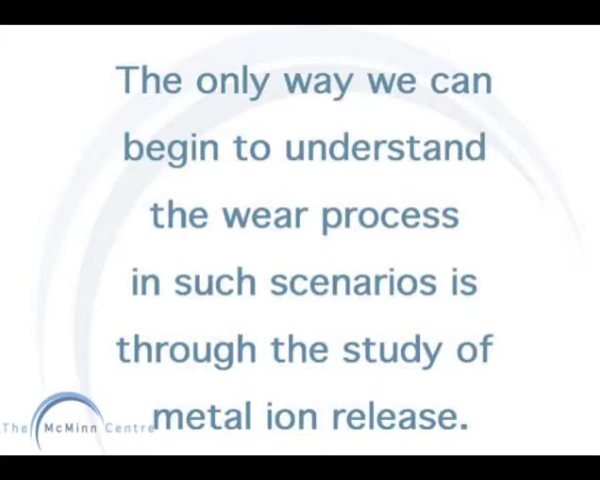 The only way we can
begin to understand
the wear process
in such scenarios is
through the study of
metal ion release.
The McMinn Centre